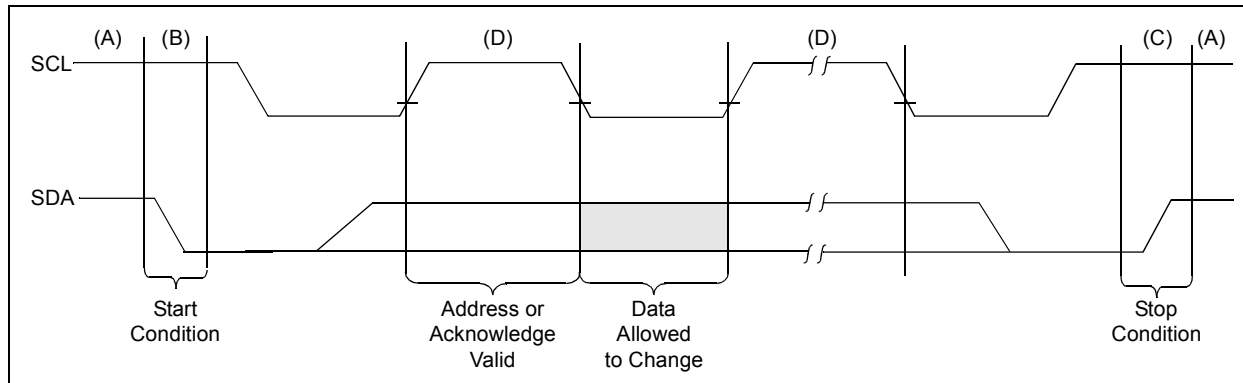 (A) (B) (D) (D) (C) (A)
SCL
SDA
Start
Condition
Address or
Acknowledge
Valid
Data
Allowed
to Change
Stop
Condition